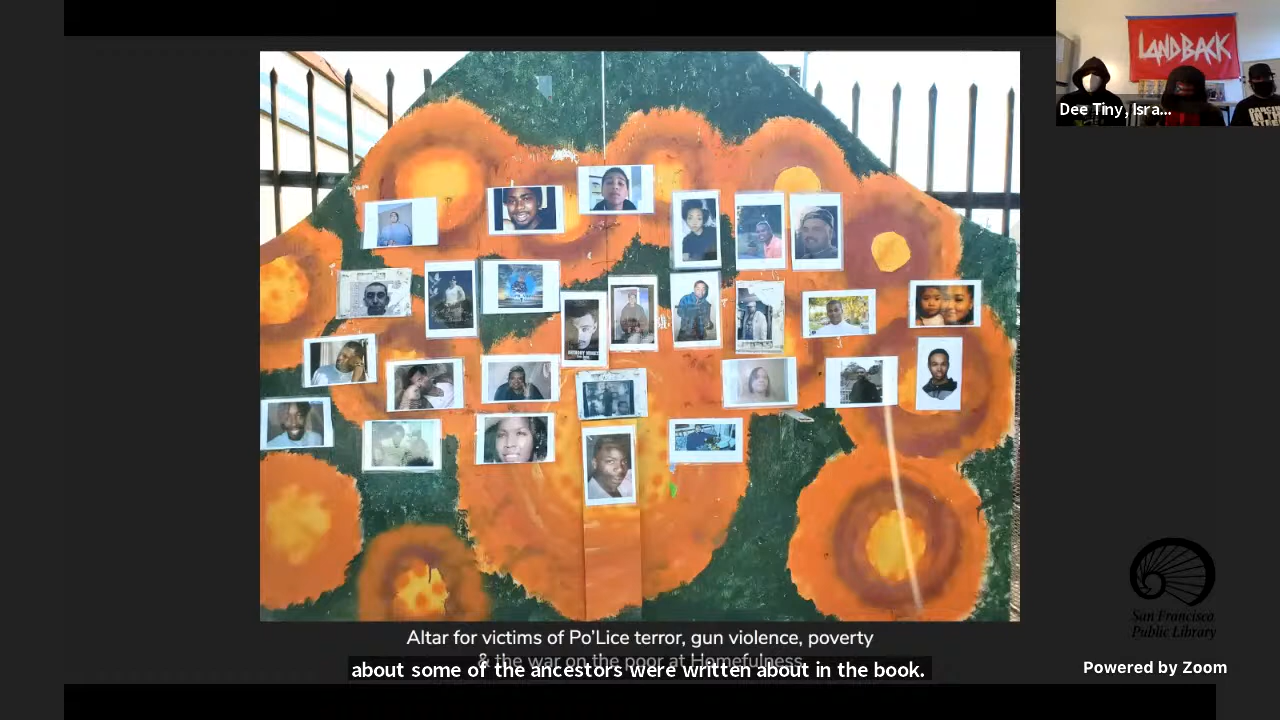 LANDBACK
Dee Tiny, Isra...
Altar for victims of Po'Lice terror, gun violence, poverty
& the war on the poor at Homefulness
about some of the ancestors were written about in the book.
San Francisco
Public Library
Powered by Zoom